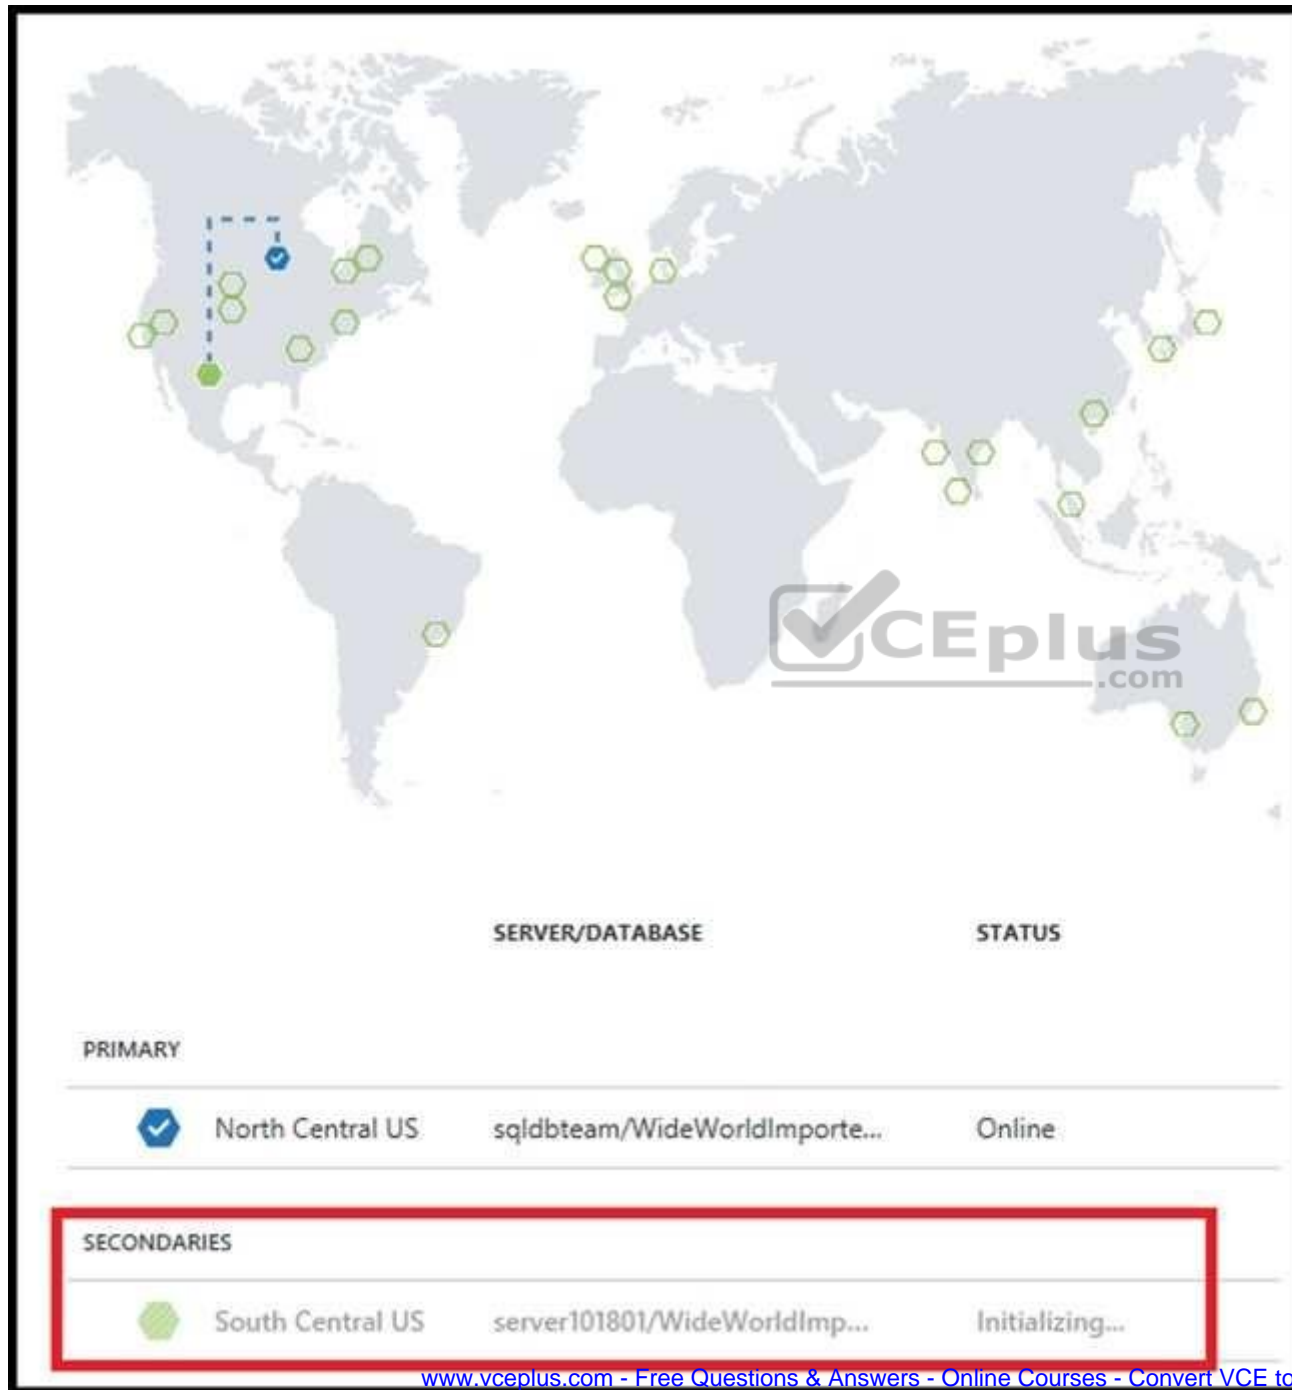 CEplus
.com
SERVER/DATABASE STATUS
PRIMARY
North Central US sqldbteam/WideWorldImporte... Online
SECONDARIES
South Central US server101801/WideWorldImp... Initializing...
www.vceplus.com - Free Questions & Answers - Online Courses - Convert VCE to